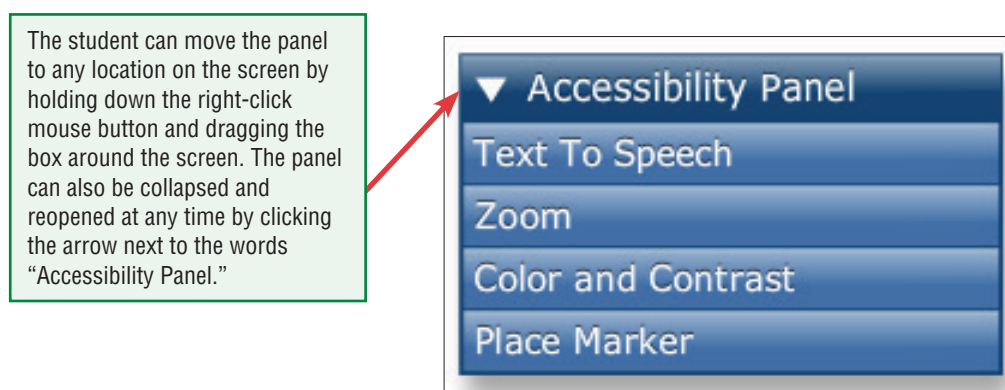 The student can move the panel
to any location on the screen by
holding down the right-click
mouse button and dragging the
box around the screen. The panel
can also be collapsed and
reopened at any time by clicking
the arrow next to the words
“Accessibility Panel.”
Accessibility Panel
Text To Speech
Zoom
Color and Contrast
Place Marker